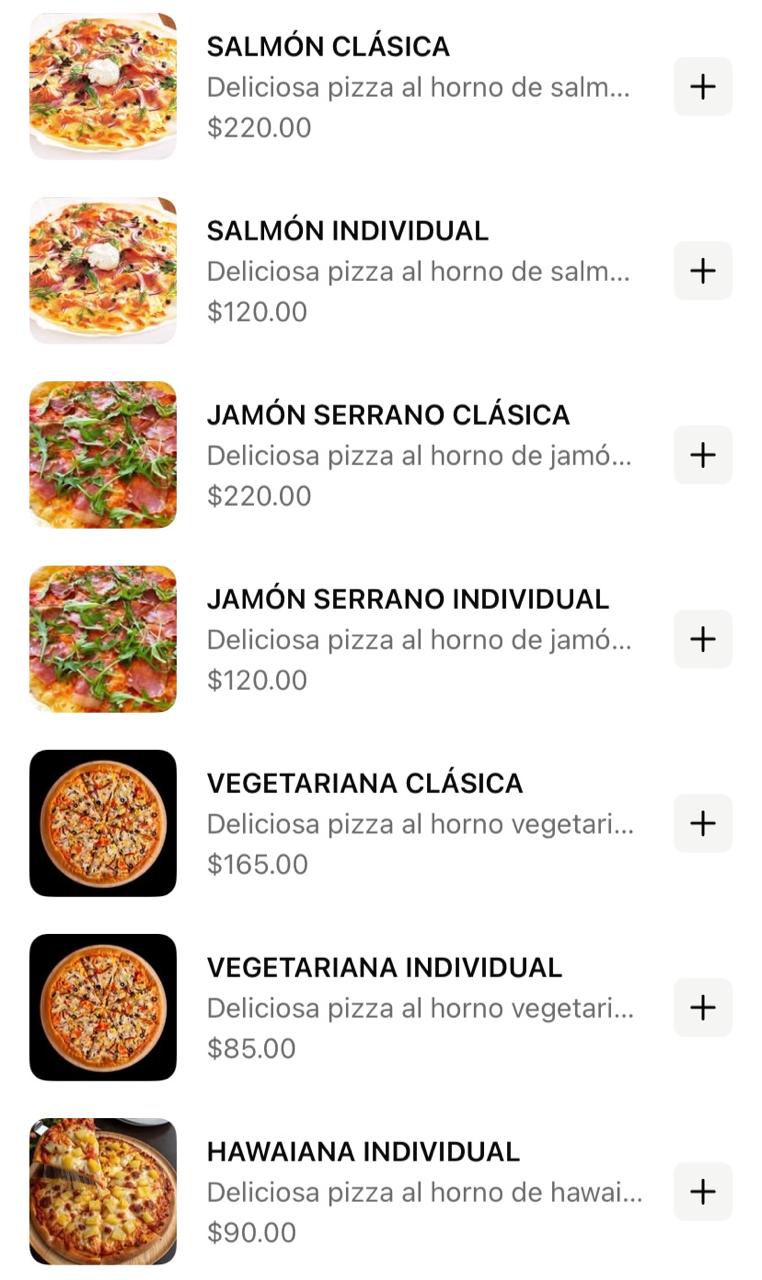 SALMÓN CLÁSICA
Deliciosa pizza al horno de salm...
$220.00
SALMÓN INDIVIDUAL
Deliciosa pizza al horno de salm...
$120.00
JAMÓN SERRANO CLÁSICA
Deliciosa pizza al horno de jamó...
$220.00
JAMÓN SERRANO INDIVIDUAL
Deliciosa pizza al horno de jamó...
$120.00
VEGETARIANA CLÁSICA
Deliciosa pizza al horno vegetari...
$165.00
VEGETARIANA INDIVIDUAL
Deliciosa pizza al horno vegetari...
$85.00
HAWAIANA INDIVIDUAL
Deliciosa pizza al horno de hawai...
$90.00